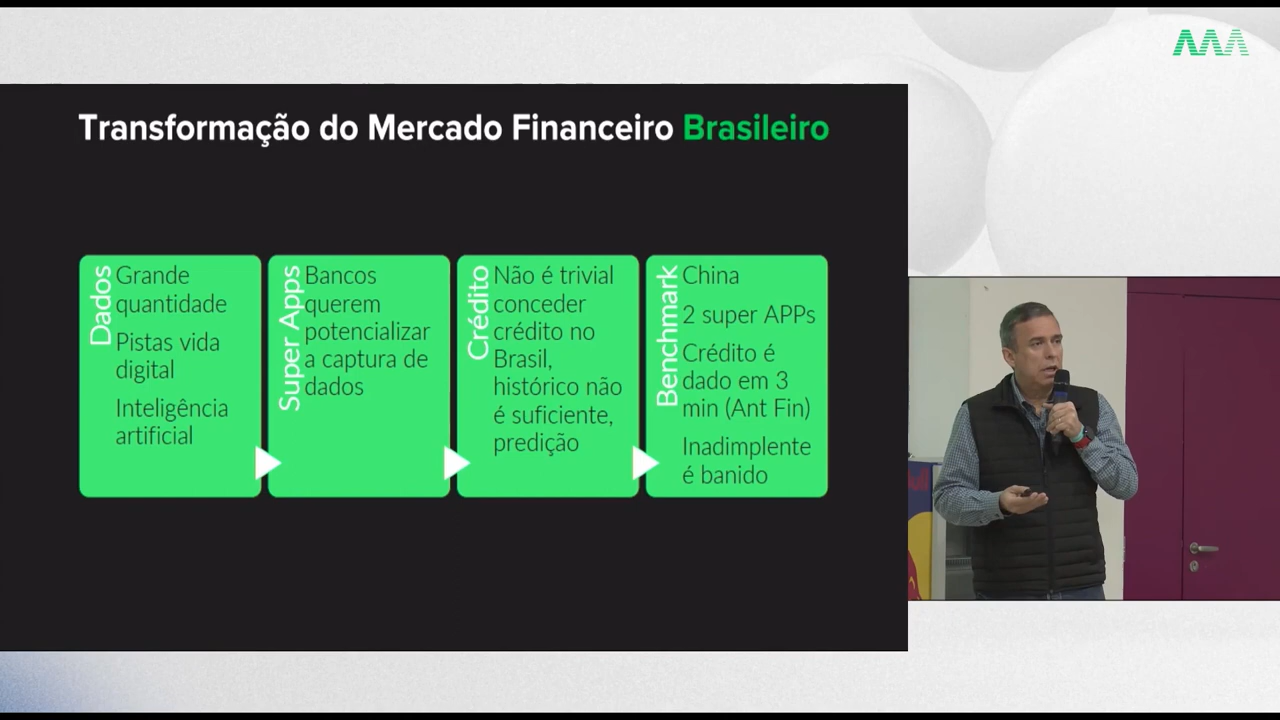 Transformação do Mercado Financeiro Brasileiro
Dados
Grande
quantidade
Pistas vida
digital
Inteligência
artificial
Super Apps
Bancos
querem
potencializar
a captura de
dados
Crédito
Não é trivial
conceder
crédito no
Brasil,
histórico não
é suficiente,
predição
Benchmark
China
2 super APPs
Crédito é
dado em 3
min (Ant Fin)
Inadimplente
é banido